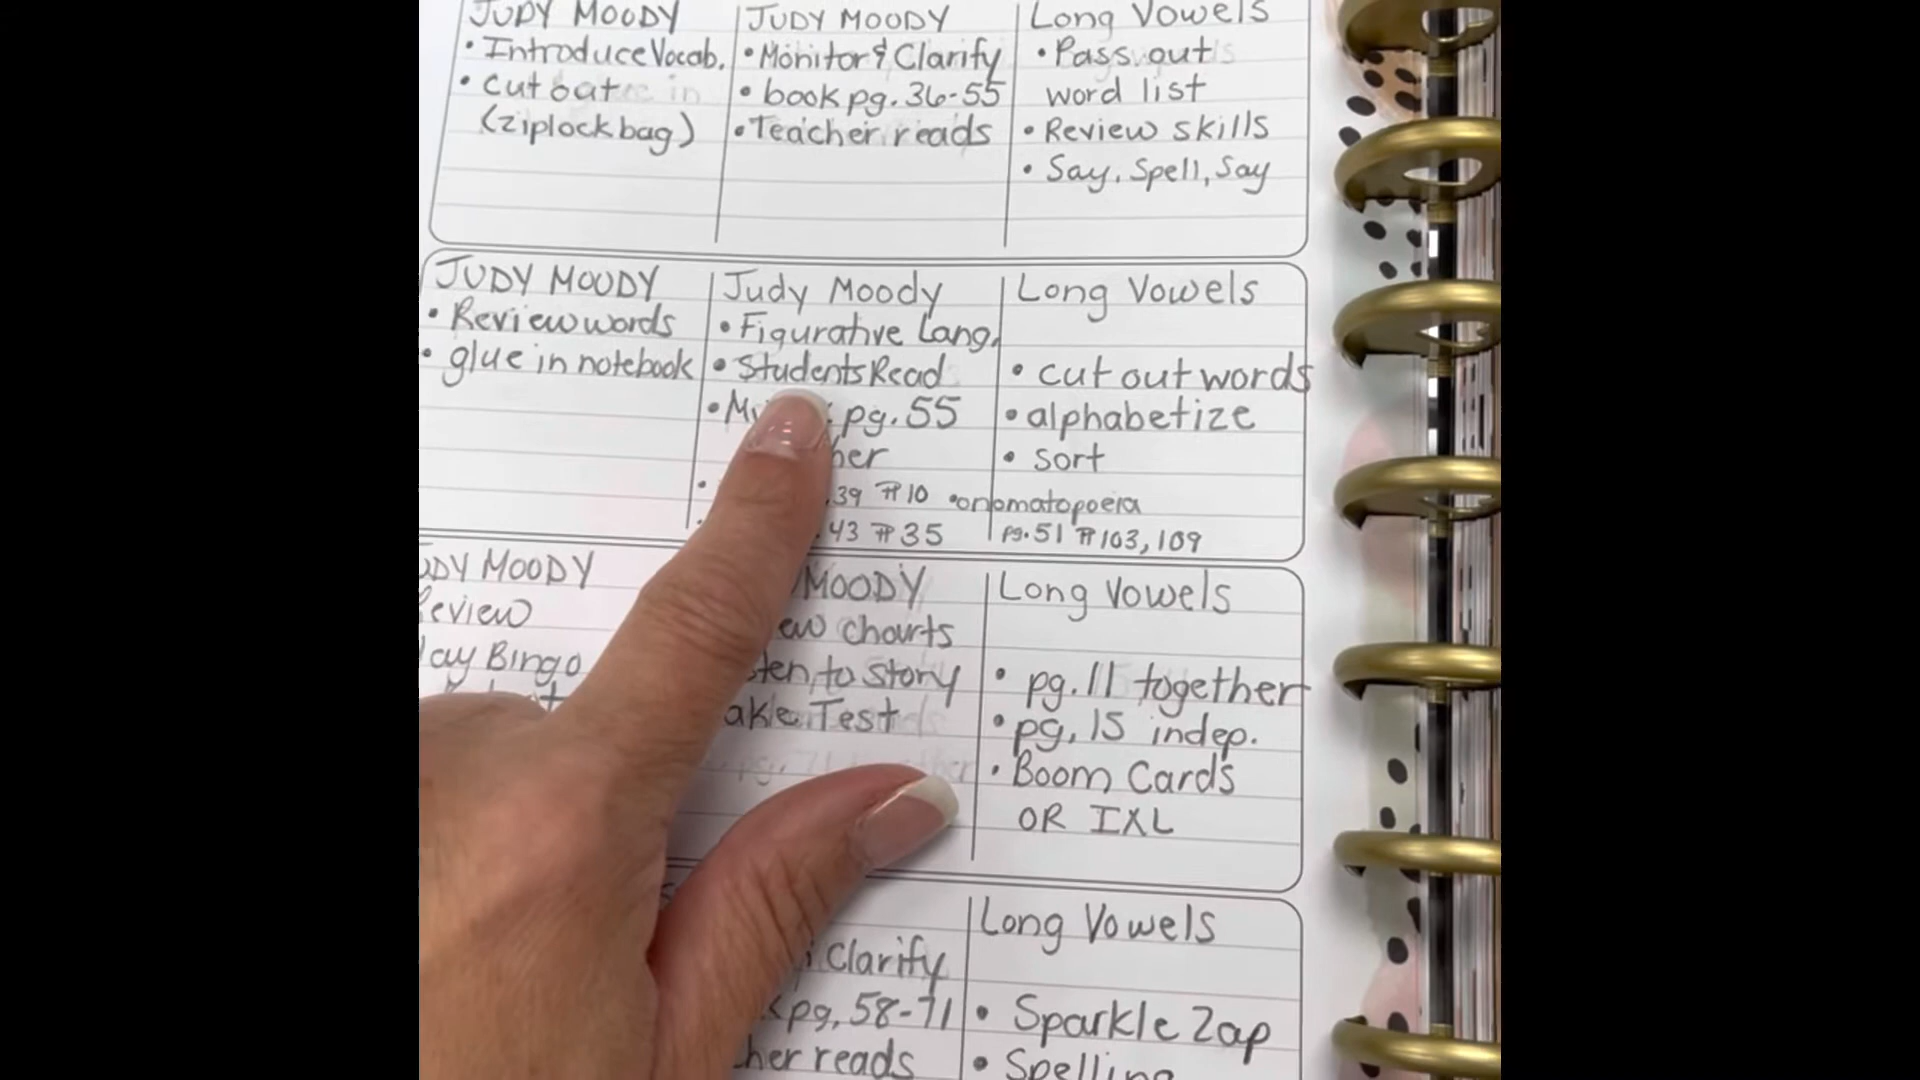 JUDY MOODY
• Introduce Vocab.
• cut out
(ziplock bag)
JUDY MOODY
• Monitor & Clarify
• book pg. 36-55
• Teacher reads
Long Vowels
• Pass out
word list
• Review skills
• Say, Spell, Say
JUDY MOODY
• Review words
• glue in notebook
Judy Moody
• Figurative Lang.
• Students Read
pg. 55
39 #10
43 #35
Long Vowels
• cut out words
• alphabetize
• sort
• onomatopoeia
pg. 51 #103, 109
MOODY
Review
Bingo
MOODY
charts
to story
Test
Long Vowels
• pg. 11 together
• pg. 15 indep.
• Boom Cards
OR IXL
Clarify
pg. 58-71
reads
Long Vowels
• Sparkle Zap
• Spelling